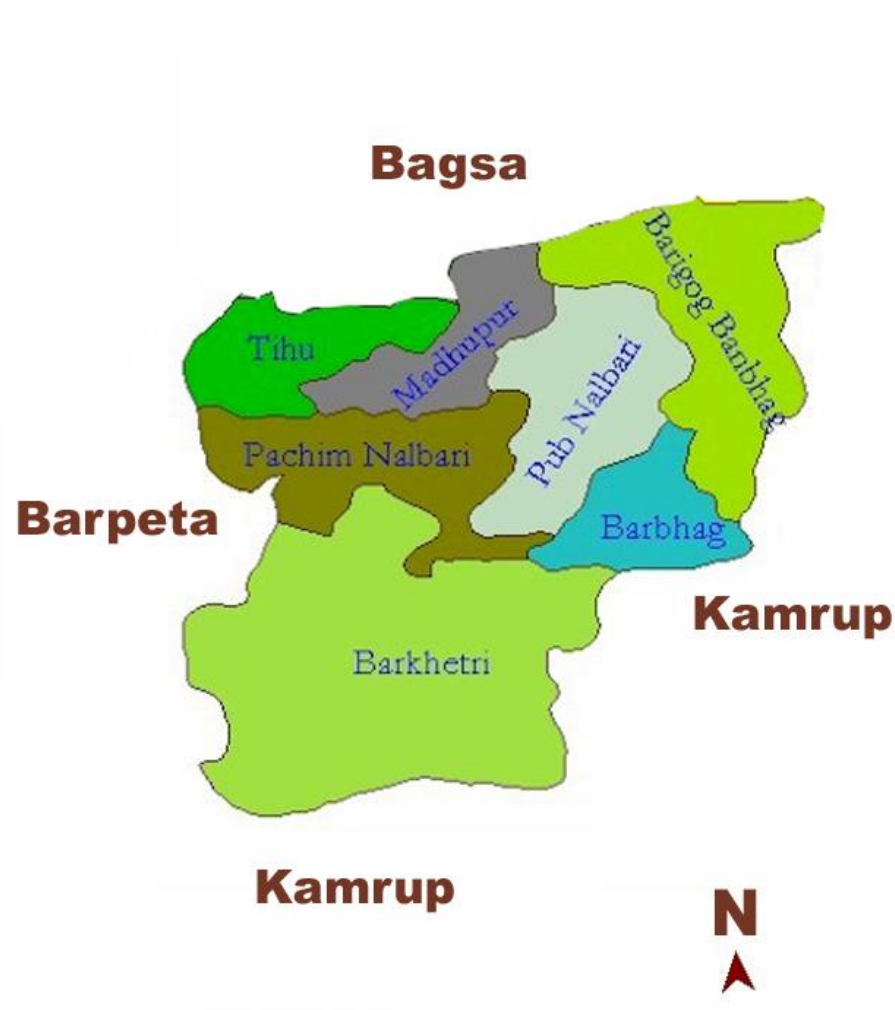 Bagsa
Barigog Banbhag
Tihu
Madhupur
Pub Nalbari
Pachim Nalbari
Barpeta
Barbhag
Kamrup
Barkhetri
Kamrup
N